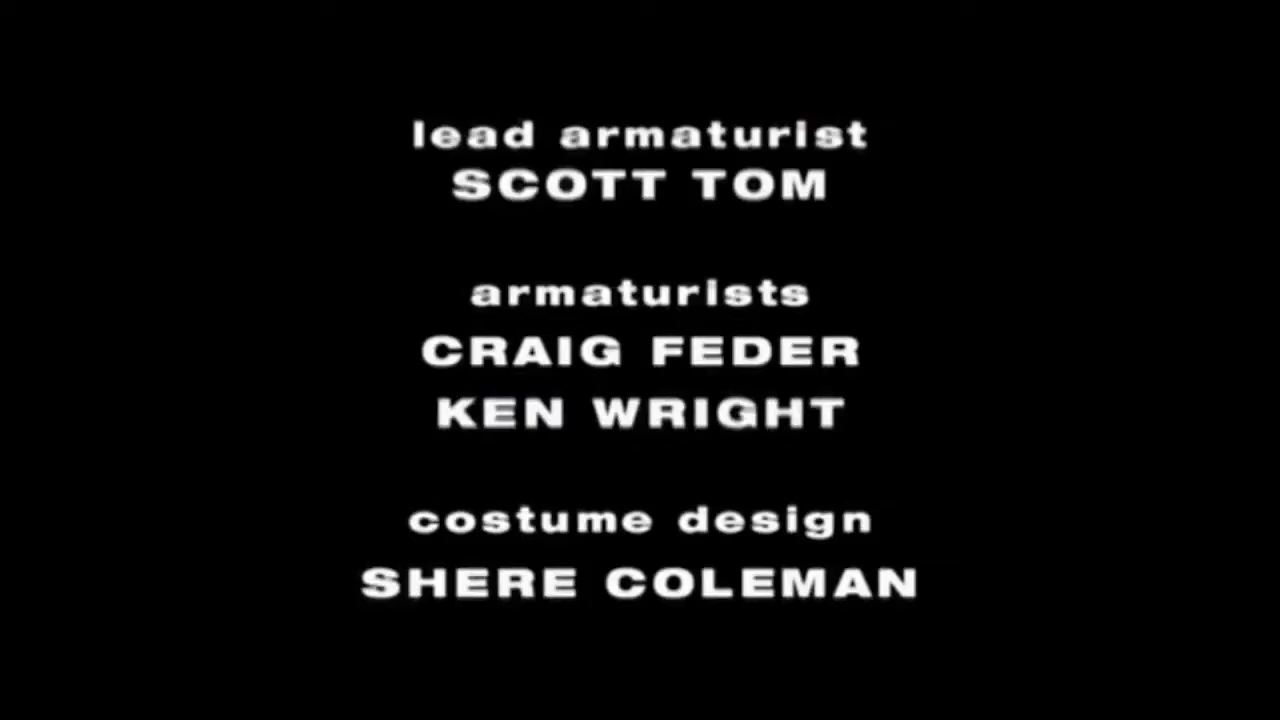 lead armaturist
SCOTT TOM
armaturists
CRAIG FEDER
KEN WRIGHT
costume design
SHERE COLEMAN